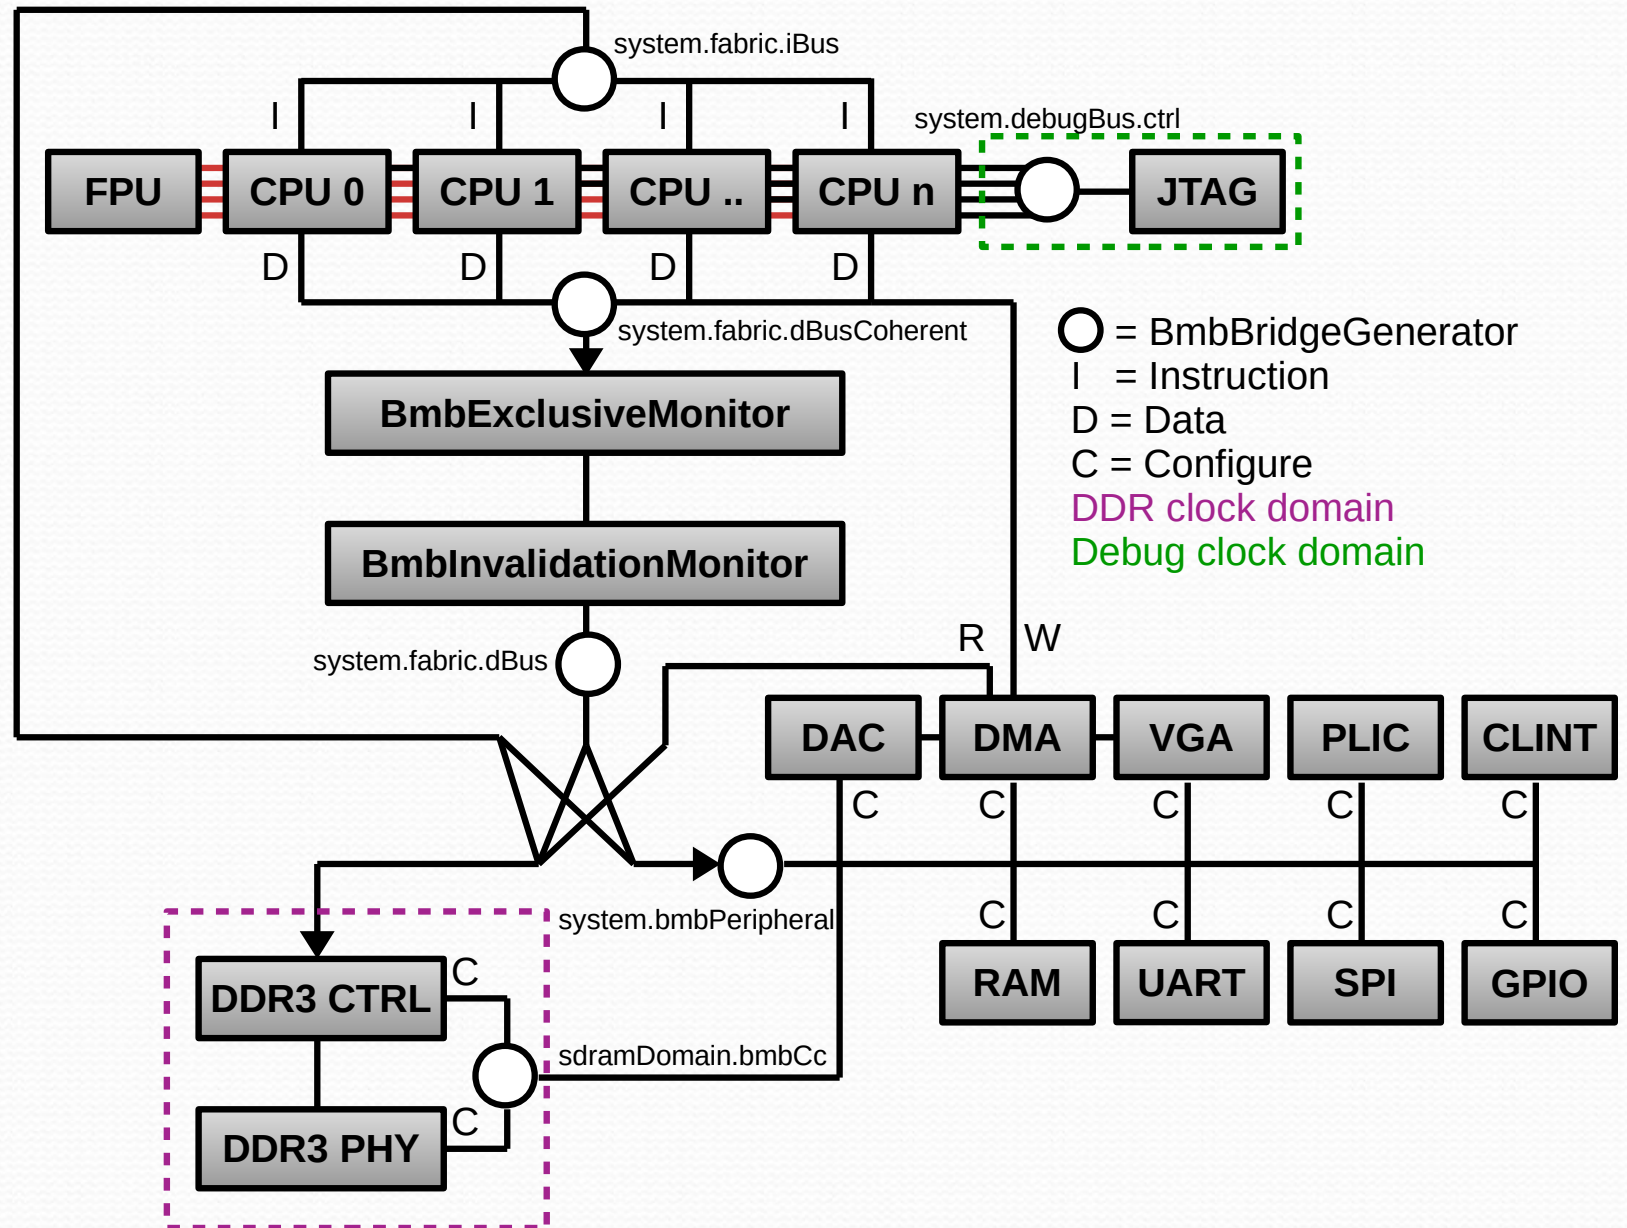 system.fabric.iBus
I I I I
system.debugBus.ctrl
FPU CPU 0 CPU 1 CPU .. CPU n JTAG
D D D D
system.fabric.dBusCoherent
= BmbBridgeGenerator
I = Instruction
D = Data
C = Configure
DDR clock domain
Debug clock domain
BmbExclusiveMonitor
BmbInvalidationMonitor
system.fabric.dBus
R W
DAC DMA VGA PLIC CLINT
C C C C C
system.bmbPeripheral
C C C C
RAM UART SPI GPIO
C
DDR3 CTRL
sdramDomain.bmbCc
C
DDR3 PHY